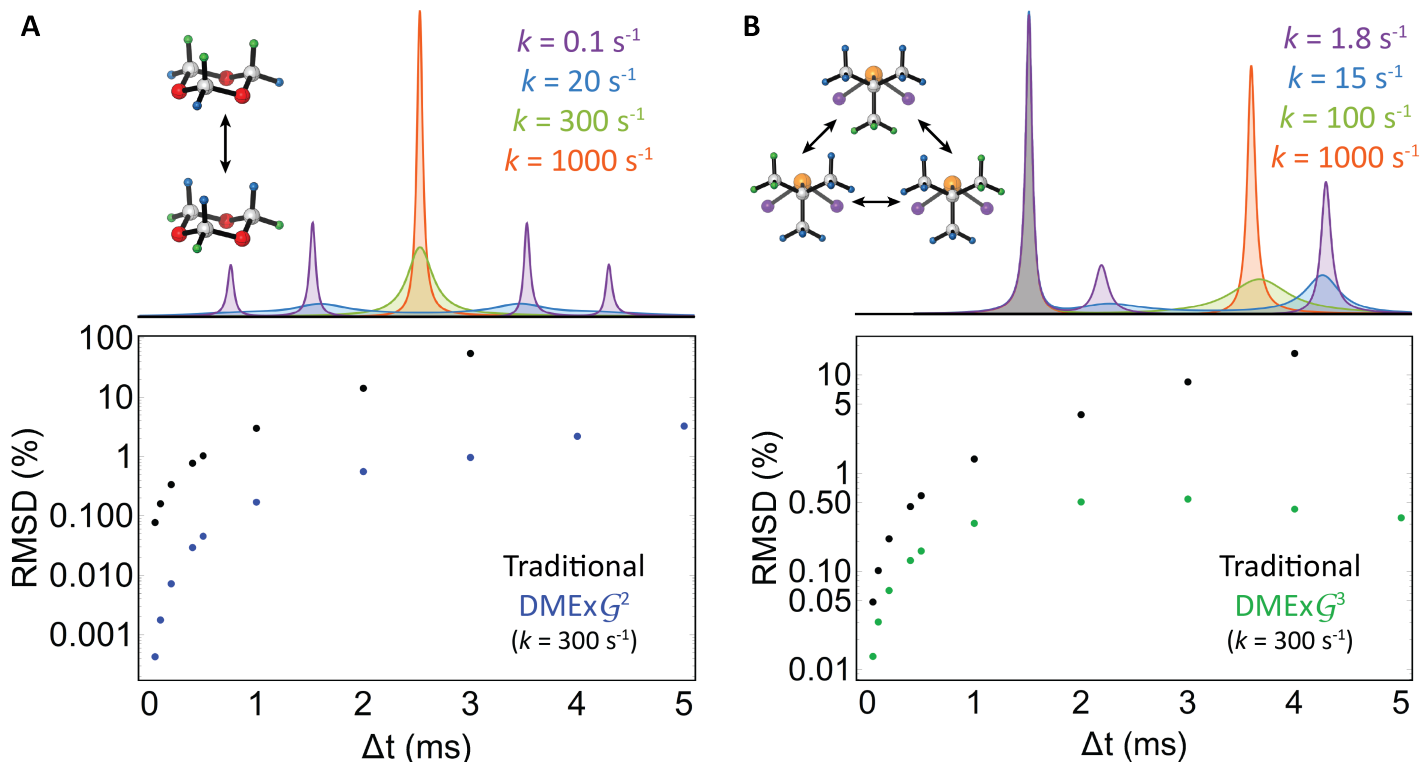 A
k = 0.1 s⁻¹
k = 20 s⁻¹
k = 300 s⁻¹
k = 1000 s⁻¹
100
10
1
0.100
0.010
0.001
RMSD (%)
Traditional
DMEx𝒢²
(k = 300 s⁻¹)
0 1 2 3 4 5
Δt (ms)
B
k = 1.8 s⁻¹
k = 15 s⁻¹
k = 100 s⁻¹
k = 1000 s⁻¹
10
5
1
0.50
0.10
0.05
0.01
RMSD (%)
Traditional
DMEx𝒢³
(k = 300 s⁻¹)
0 1 2 3 4 5
Δt (ms)